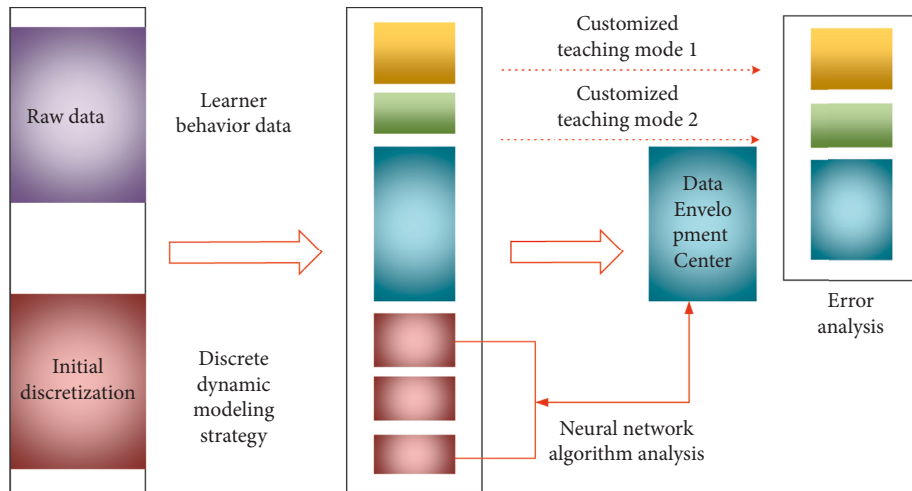 Raw data
Initial
discretization
Learner
behavior data
Discrete
dynamic
modeling
strategy
Customized
teaching mode 1
Customized
teaching mode 2
Data
Envelo
pment
Center
Neural network
algorithm analysis
Error
analysis